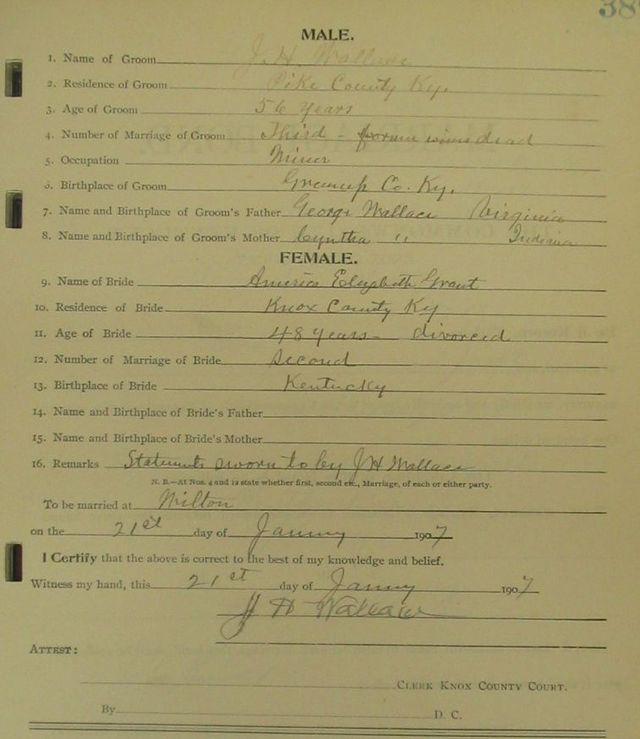 38
MALE.
1. Name of Groom J. H. Wallace
2. Residence of Groom Pike County Ky.
3. Age of Groom 56 Years
4. Number of Marriage of Groom Third - wives dead
5. Occupation Miner
6. Birthplace of Groom Greenup Co. Ky.
7. Name and Birthplace of Groom's Father George Wallace Virginia
8. Name and Birthplace of Groom's Mother Cyntha " Indiana
FEMALE.
9. Name of Bride America Elizabeth Grant
10. Residence of Bride Knox County Ky
11. Age of Bride 48 years - divorced
12. Number of Marriage of Bride Second
13. Birthplace of Bride Kentucky
14. Name and Birthplace of Bride's Father
15. Name and Birthplace of Bride's Mother
16. Remarks Statements sworn to by J H Wallace
N. B.—At Nos. 4 and 12 state whether first, second etc., Marriage, of each or either party.
To be married at Wilton
on the 21st day of Januy 1907
I Certify that the above is correct to the best of my knowledge and belief.
Witness my hand, this 21st day of Januy 1907
J H Wallace
ATTEST:
CLERK KNOX COUNTY COURT.
By D. C.